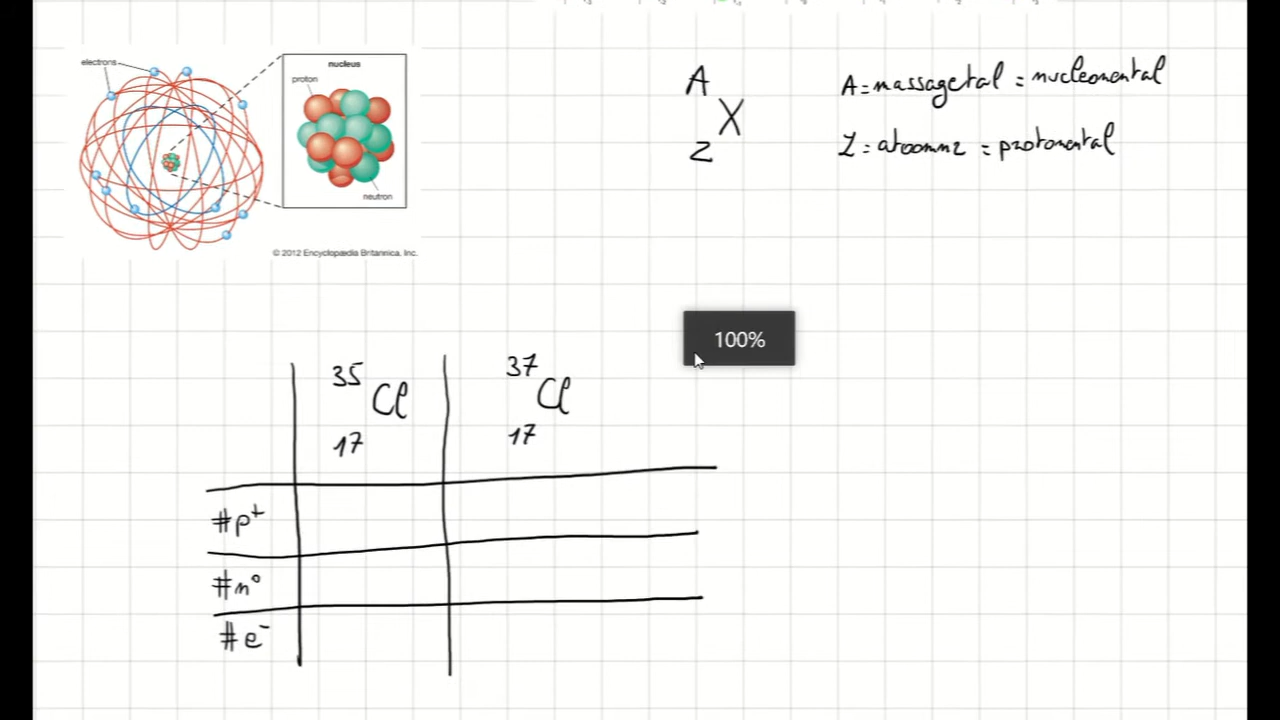 electrons
nucleus
proton
neutron
© 2012 Encyclopædia Britannica, Inc.
A
X
Z
A = massagetal = nucleonental
Z = atoomnr = protonental
100%
35 Cl 17
37 Cl 17
#p⁺
#n⁰
#e⁻